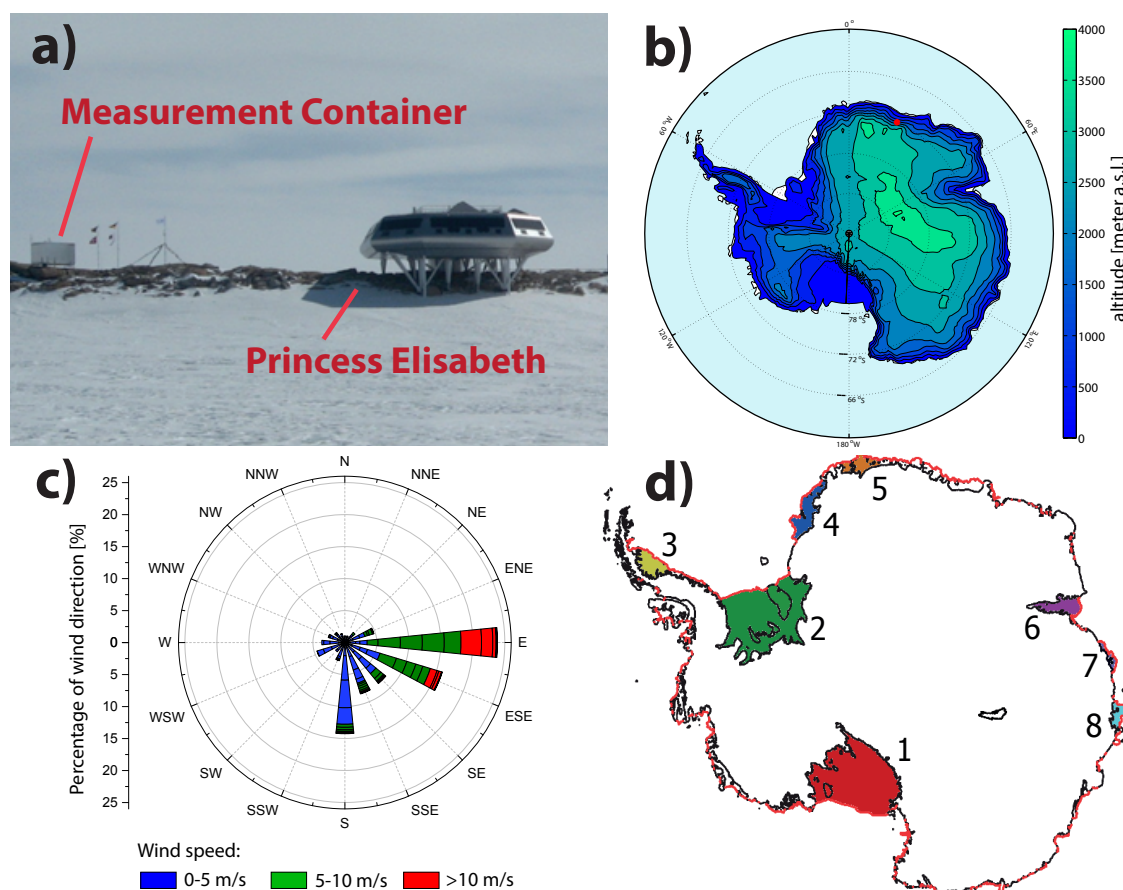 a)
Measurement Container
Princess Elisabeth
b)
0°
60°W
60°E
120°W
120°E
180°W
78°S
72°S
66°S
4000
3500
3000
2500
2000
1500
1000
500
0
altitude [meter a.s.l.]
c)
Percentage of wind direction [%]
25
20
15
10
5
0
5
10
15
20
25
N
NNE
NE
ENE
E
ESE
SE
SSE
S
SSW
SW
WSW
W
WNW
NW
NNW
Wind speed:
0-5 m/s
5-10 m/s
>10 m/s
d)
1
2
3
4
5
6
7
8